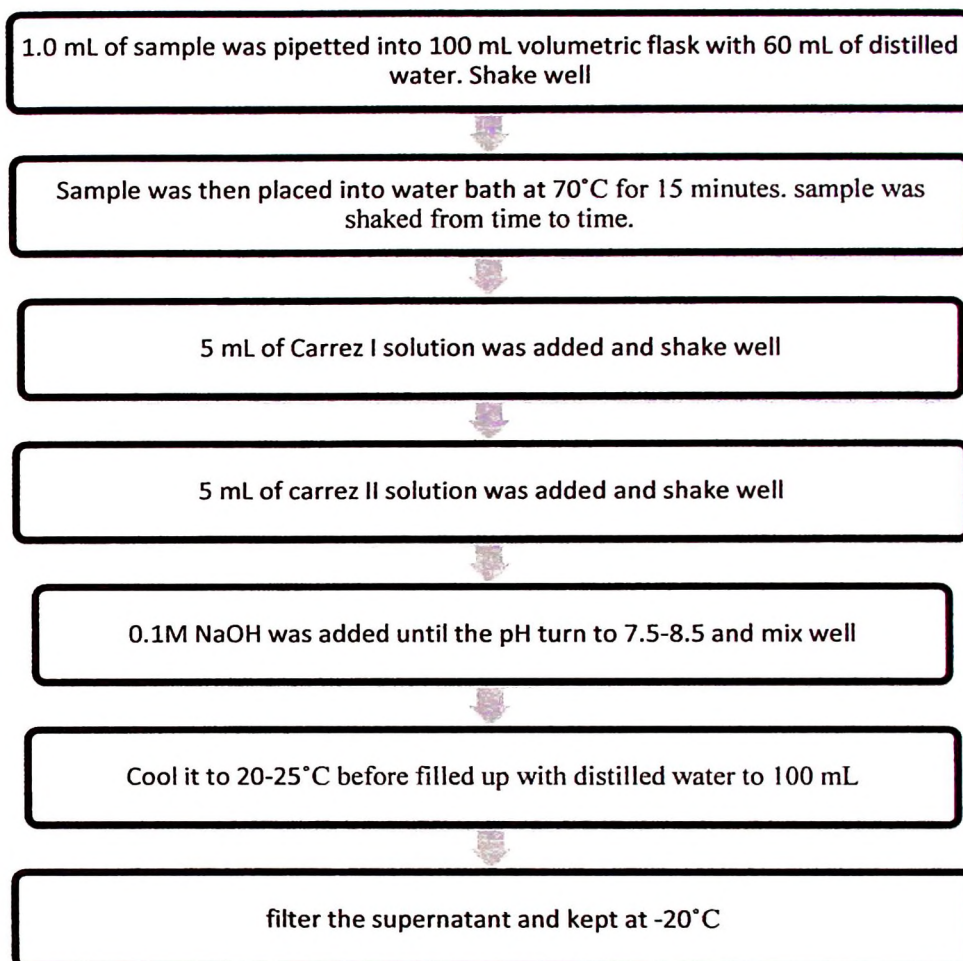 1.0 mL of sample was pipetted into 100 mL volumetric flask with 60 mL of distilled
water. Shake well
Sample was then placed into water bath at 70°C for 15 minutes. sample was
shaked from time to time.
5 mL of Carrez I solution was added and shake well
5 mL of carrez II solution was added and shake well
0.1M NaOH was added until the pH turn to 7.5-8.5 and mix well
Cool it to 20-25°C before filled up with distilled water to 100 mL
filter the supernatant and kept at -20°C